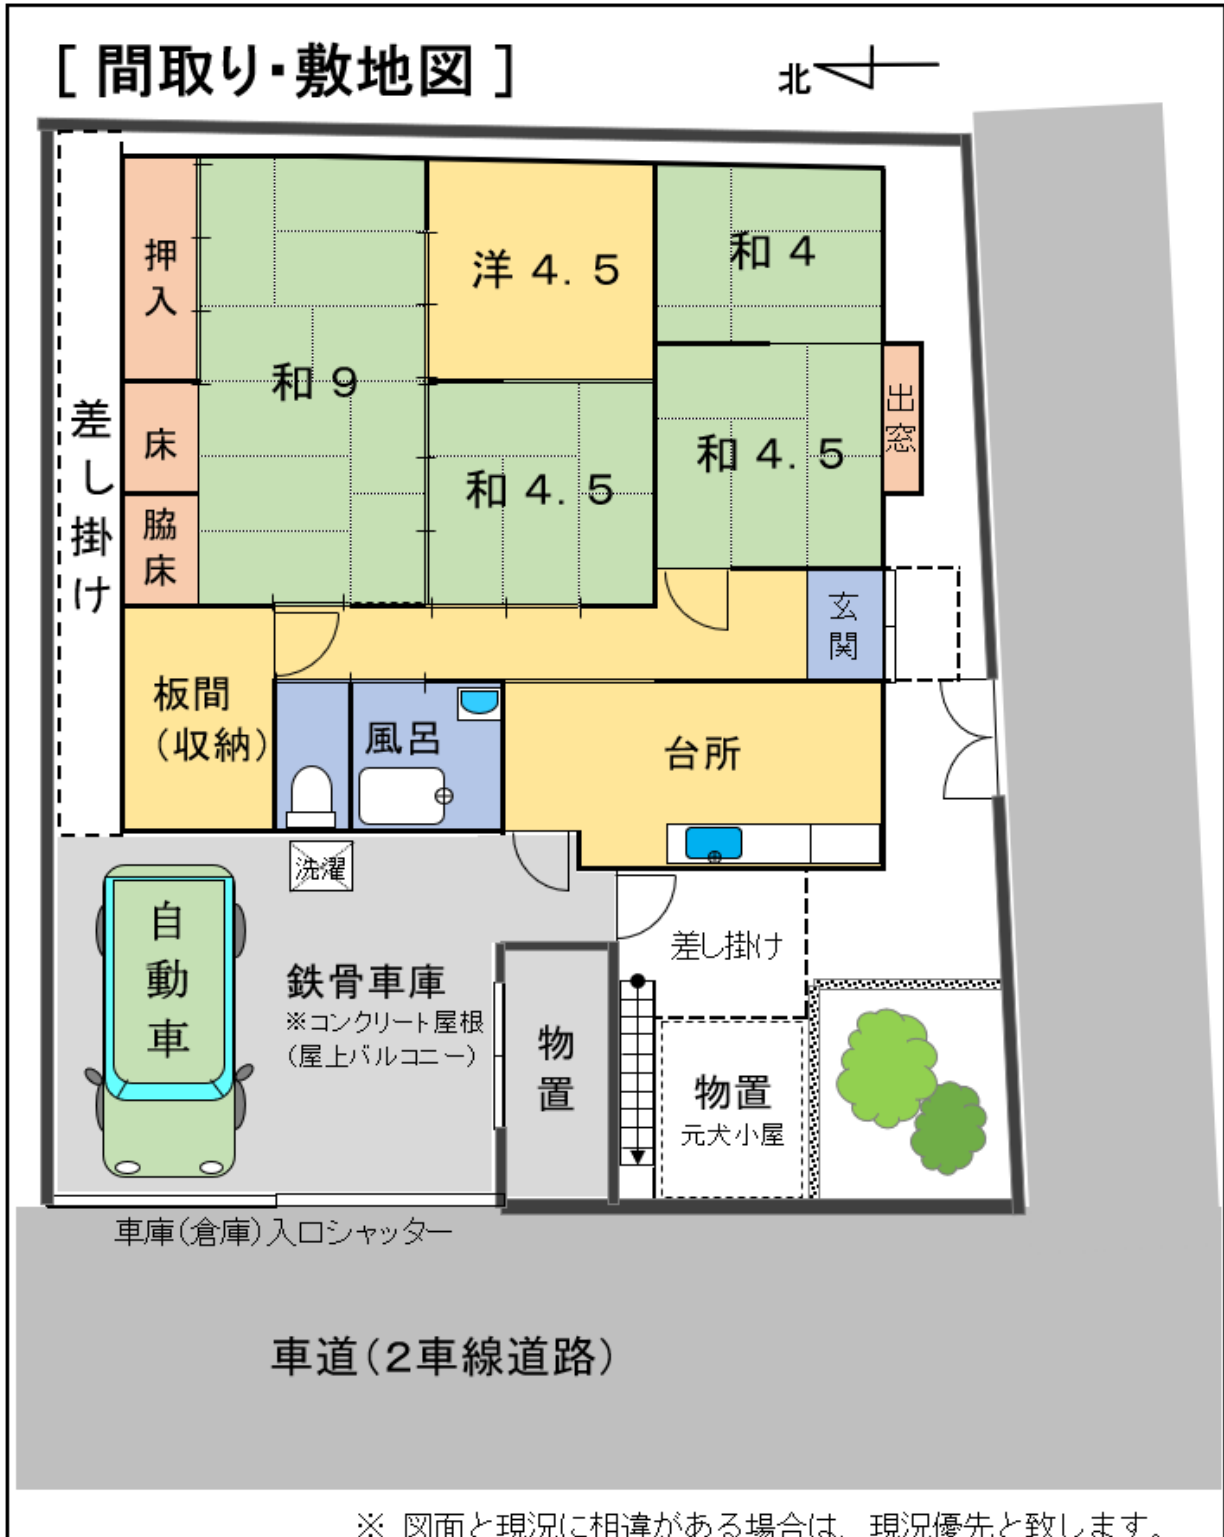 [ 間取り・敷地図 ]
北
押入
和 9
洋 4. 5
和 4
床
脇床
差し掛け
和 4. 5
和 4. 5
出窓
玄関
板間
（収納）
風呂
台所
洗濯
自動車
鉄骨車庫
※コンクリート屋根
（屋上バルコニー）
物置
差し掛け
物置
元犬小屋
車庫（倉庫）入口シャッター
車道（2車線道路）
※ 図面と現況に相違がある場合は、現況優先と致します。